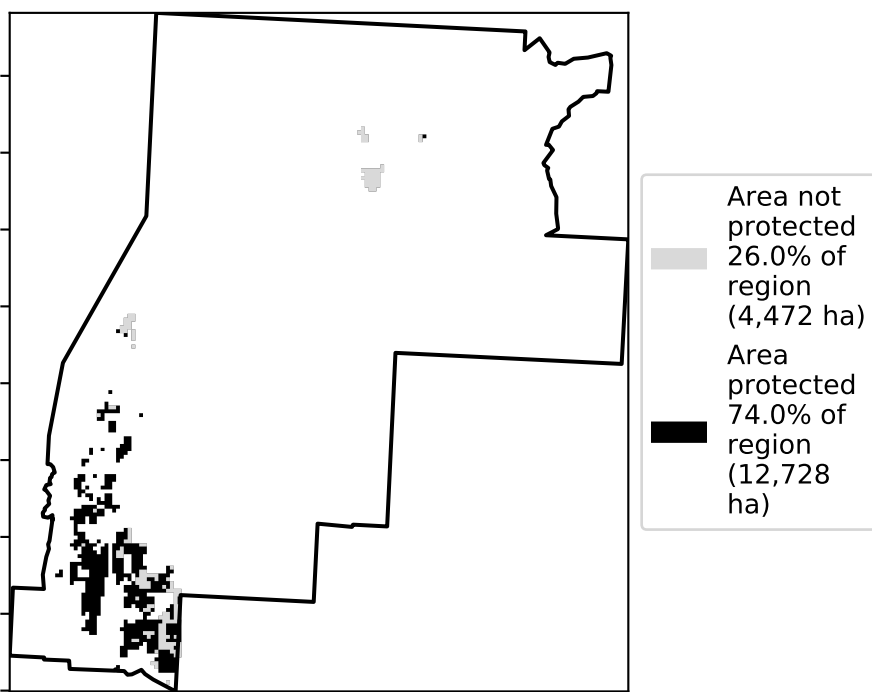 Area not
protected
26.0% of
region
(4,472 ha)
Area
protected
74.0% of
region
(12,728
ha)